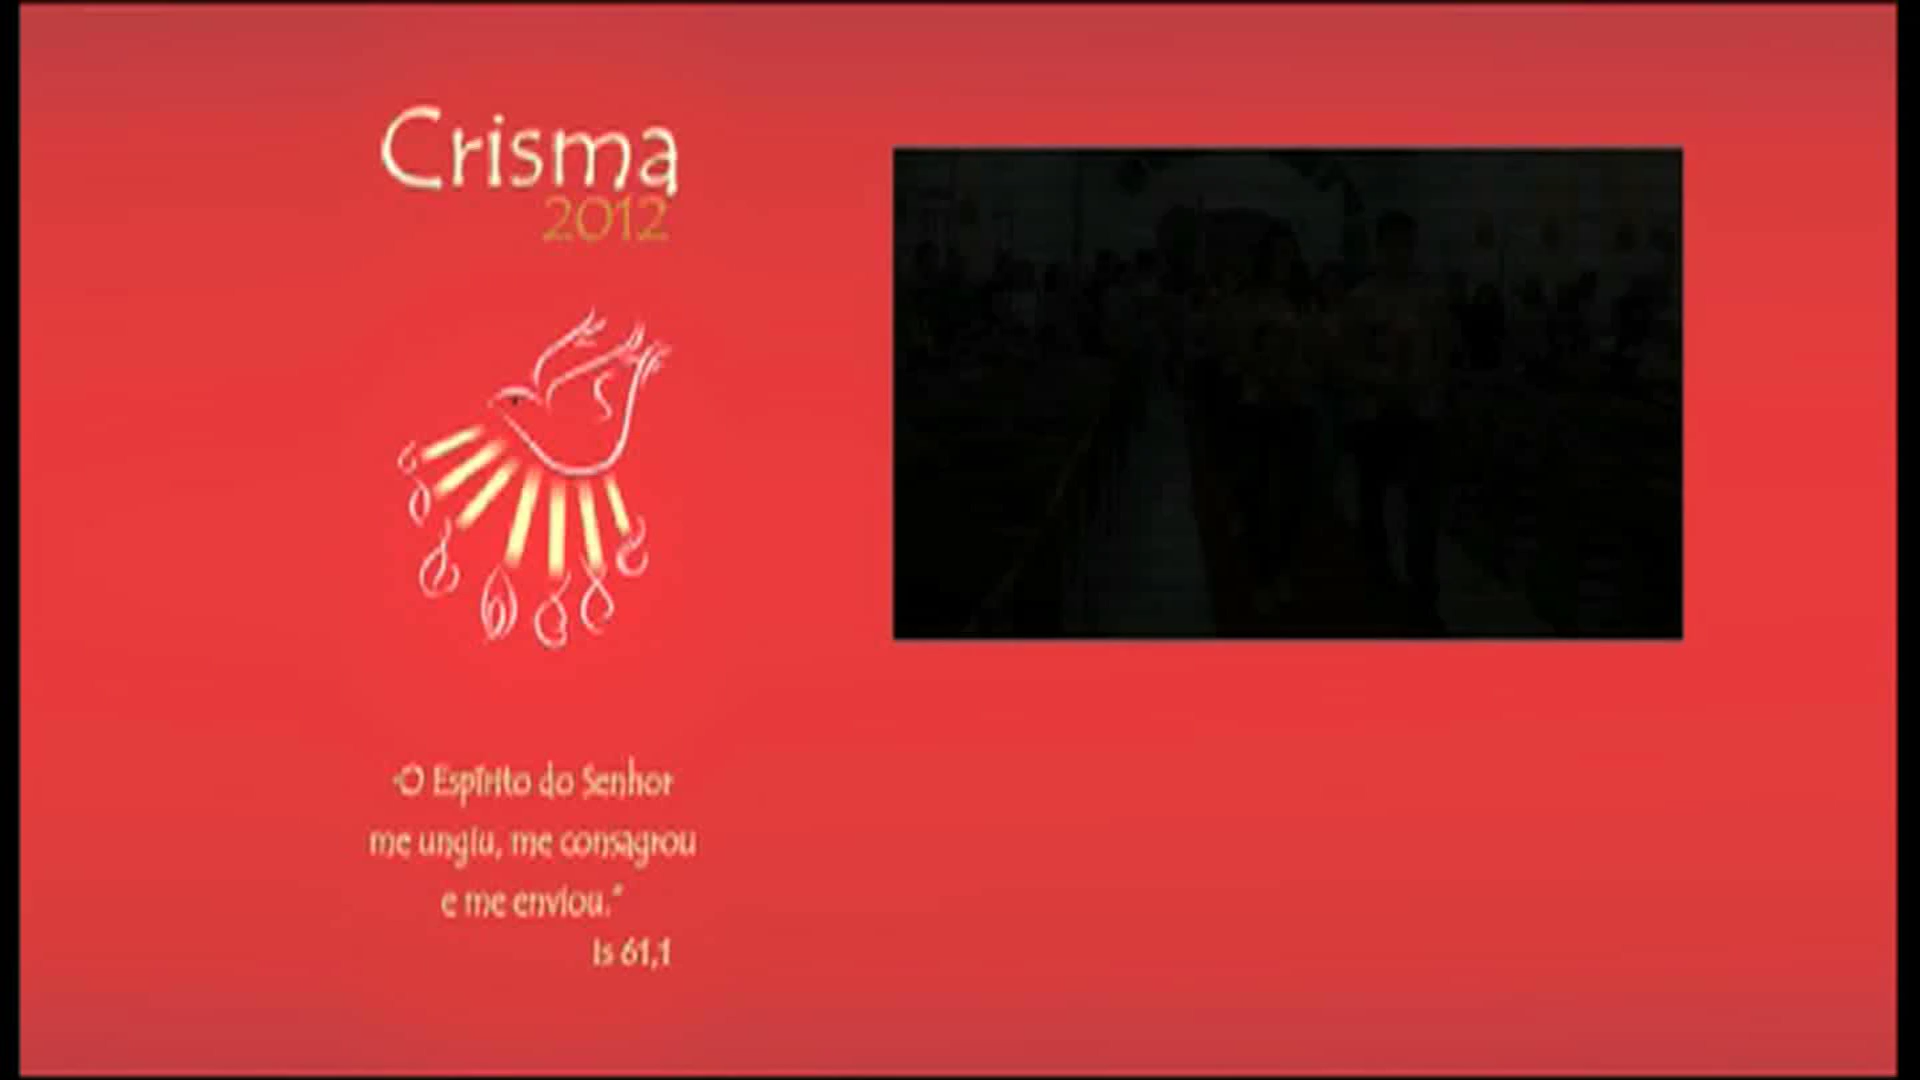 Crisma
2012
"O Espírito do Senhor
me ungiu, me consagrou
e me enviou."
Is 61,1